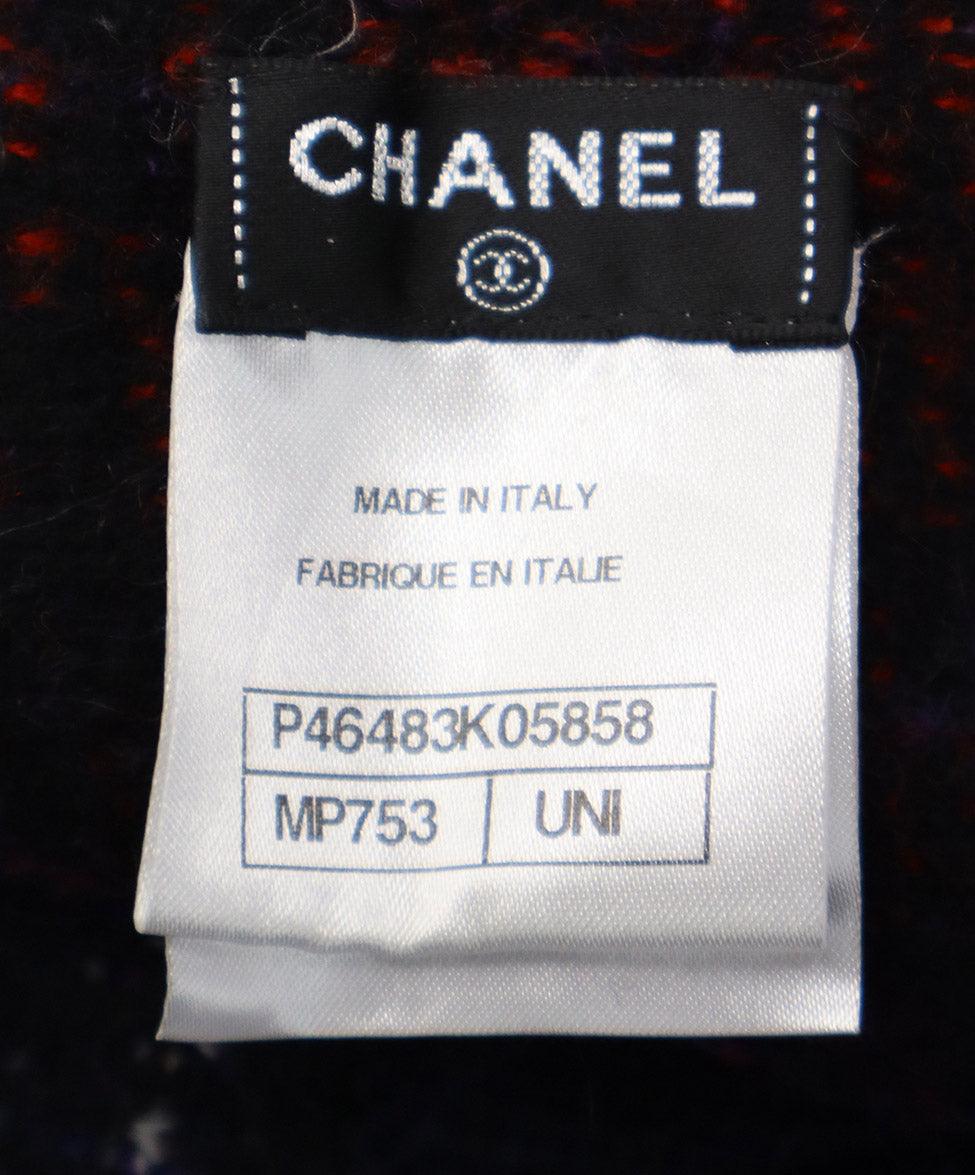 CHANEL
MADE IN ITALY
FABRIQUE EN ITALIE
P46483K05858
MP753 UNI